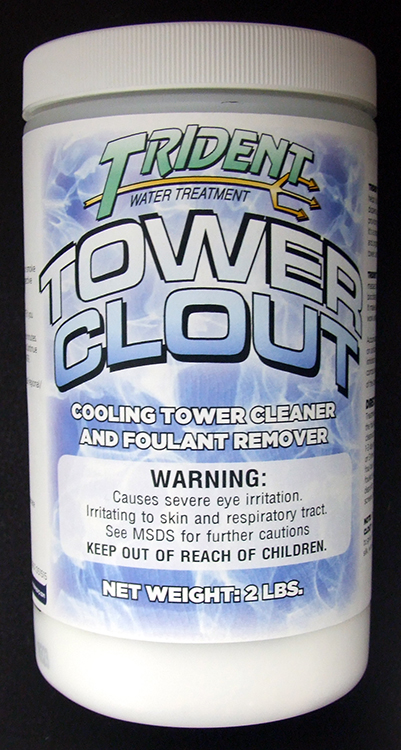 TRIDENT
WATER TREATMENT
TOWER
CLOUT
COOLING TOWER CLEANER
AND FOULANT REMOVER
WARNING:
Causes severe eye irritation.
Irritating to skin and respiratory tract.
See MSDS for further cautions
KEEP OUT OF REACH OF CHILDREN.
NET WEIGHT: 2 LBS.